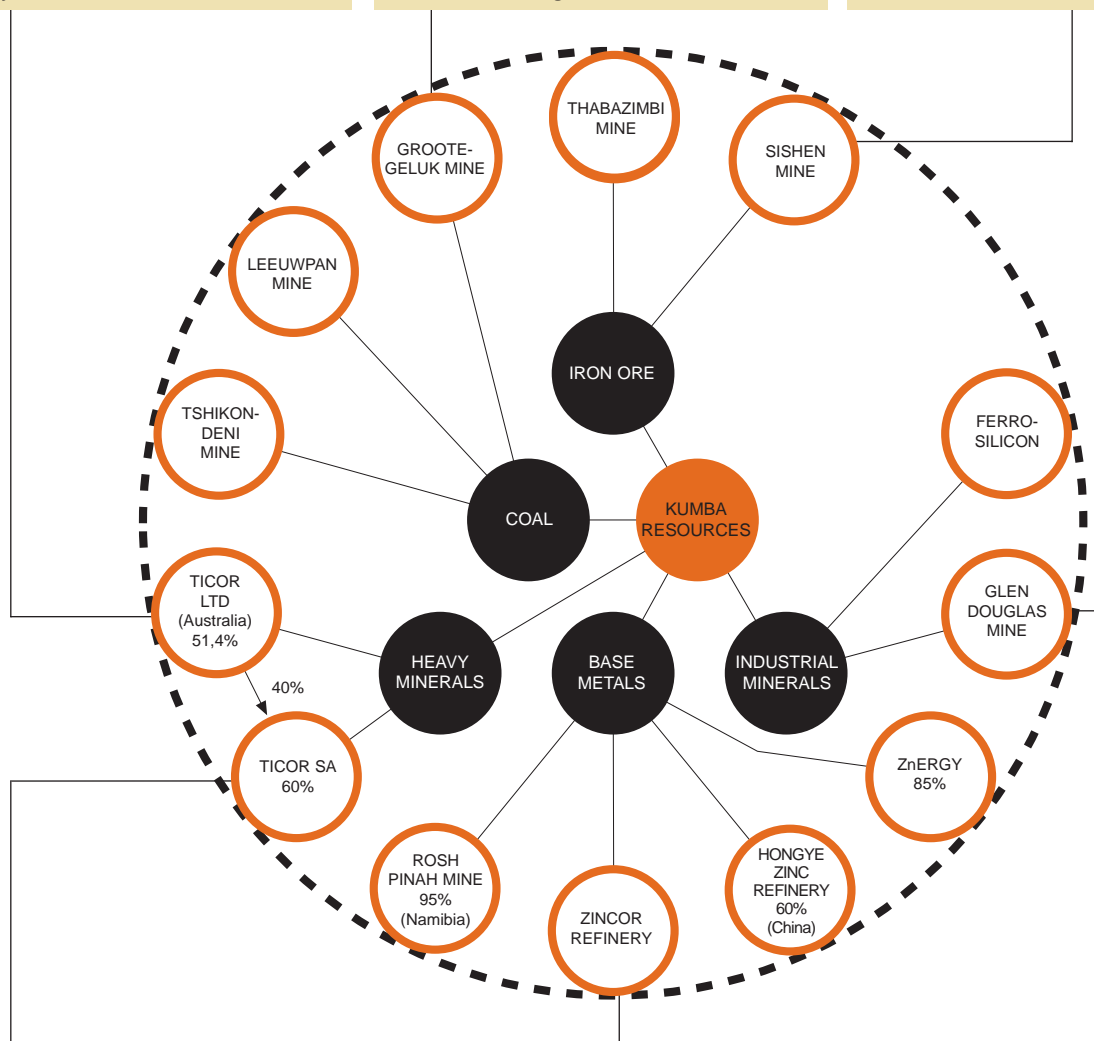 THABAZIMBI
MINE
GROOTE-
GELUK MINE
SISHEN
MINE
LEEUWPAN
MINE
IRON ORE
TSHIKON-
DENI
MINE
FERRO-
SILICON
COAL
KUMBA
RESOURCES
TICOR
LTD
(Australia)
51,4%
GLEN
DOUGLAS
MINE
HEAVY
MINERALS
BASE
METALS
INDUSTRIAL
MINERALS
40%
TICOR SA
60%
ZnERGY
85%
ROSH
PINAH MINE
95%
(Namibia)
ZINCOR
REFINERY
HONGYE
ZINC
REFINERY
60%
(China)